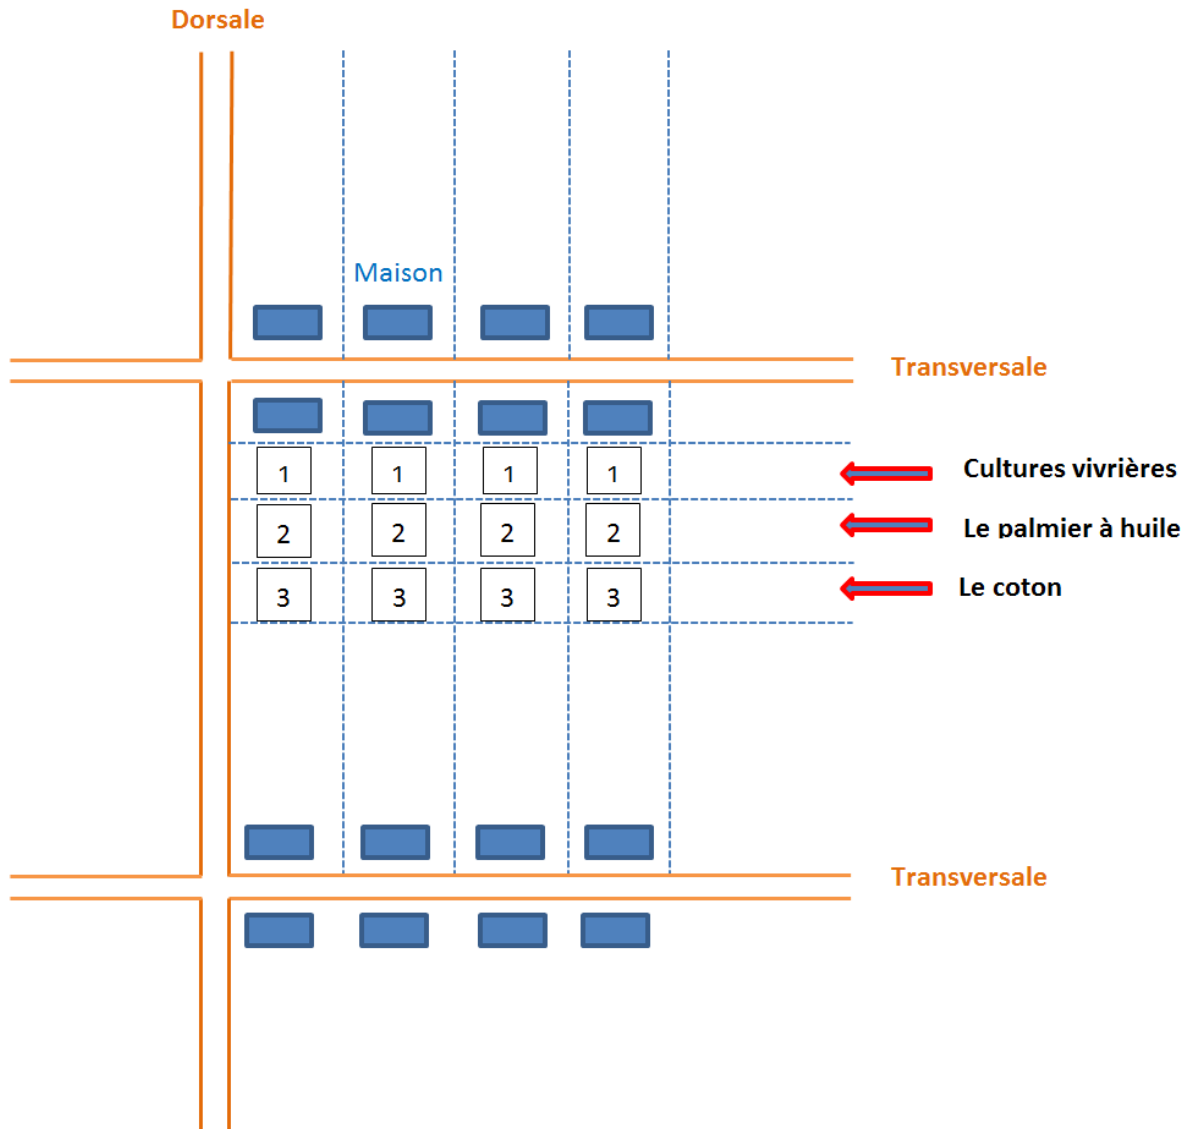 Dorsale
Maison
Transversale
1 1 1 1 Cultures vivrières
2 2 2 2 Le palmier à huile
3 3 3 3 Le coton
Transversale